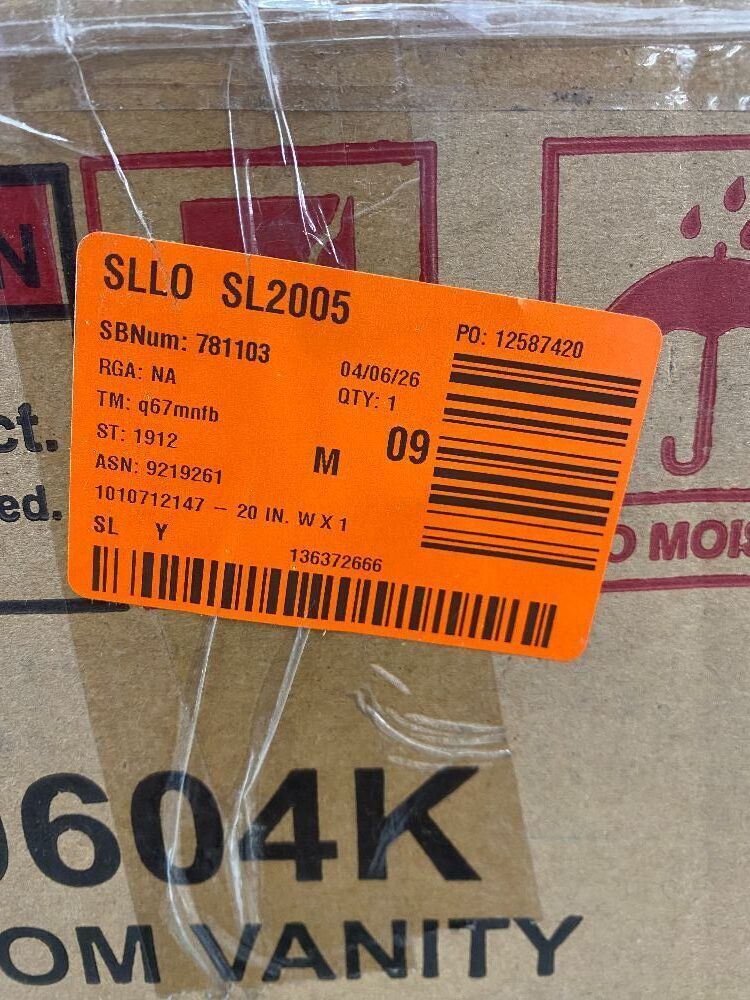 N
SLLO SL2005
SBNum: 781103
PO: 12587420
RGA: NA
04/06/26
TM: q67mnfb
QTY: 1
ST: 1912
M
09
ASN: 9219261
1010712147 – 20 IN. W X 1
SL Y
136372666
ct.
ed.
O MOIS
0604K
OM VANITY